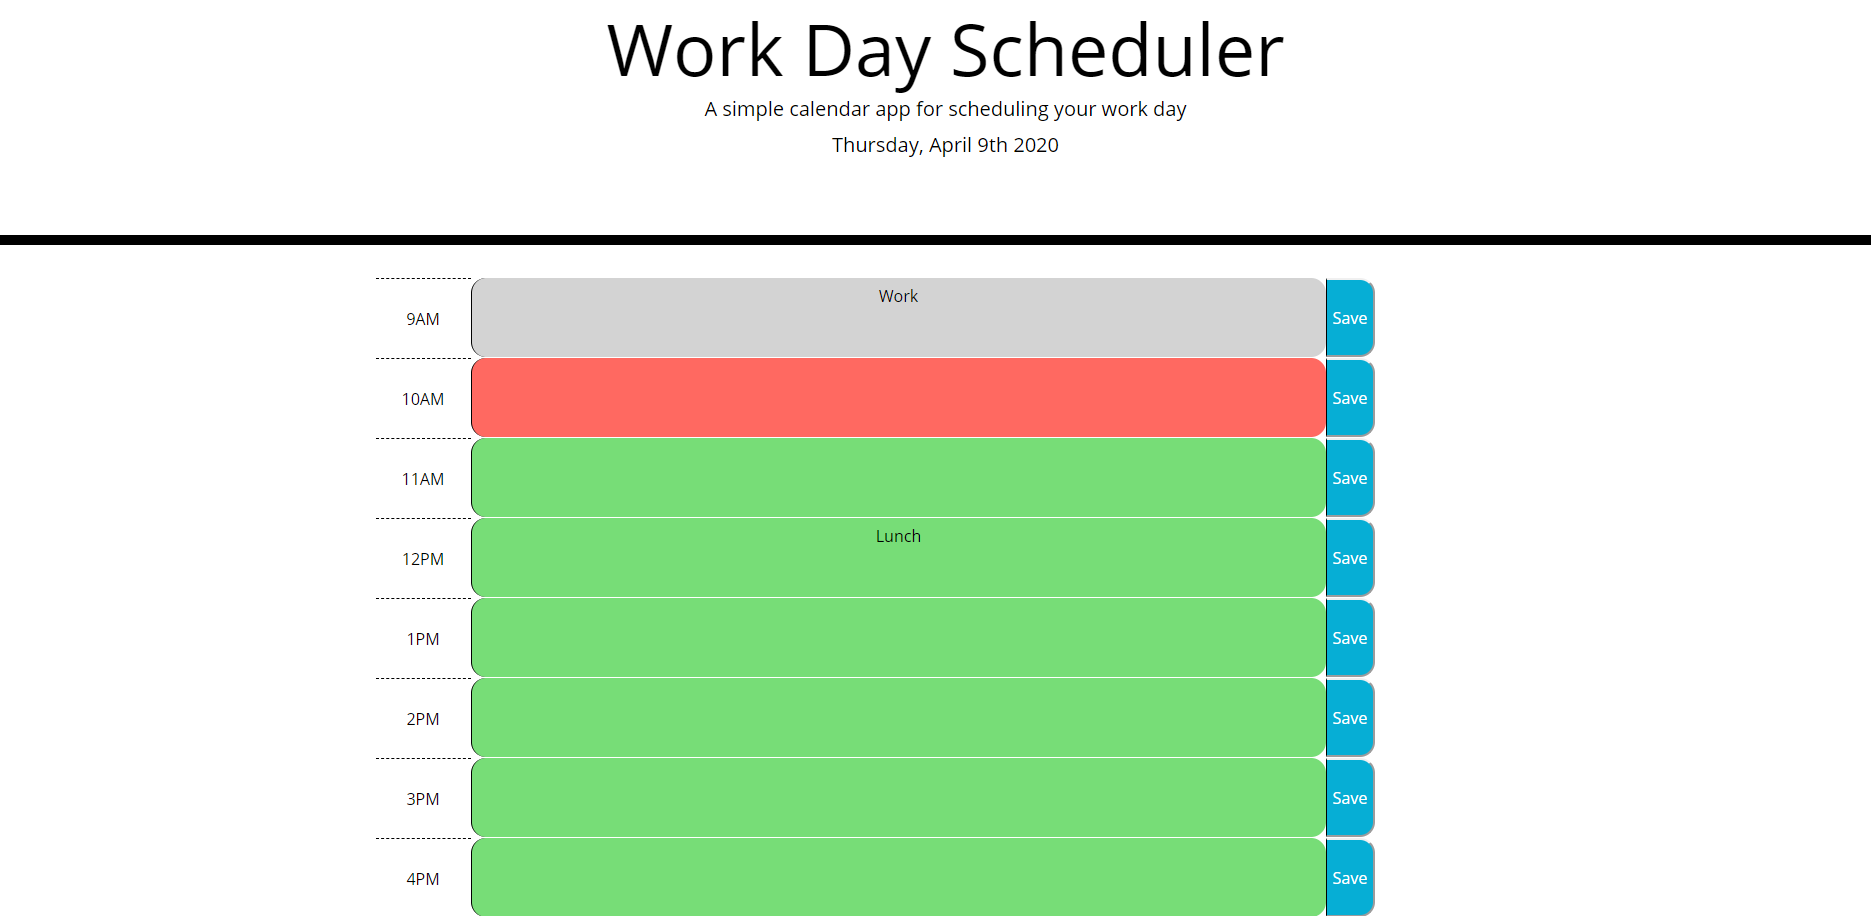 Work Day Scheduler
A simple calendar app for scheduling your work day
Thursday, April 9th 2020
9AM Work Save
10AM Save
11AM Save
12PM Lunch Save
1PM Save
2PM Save
3PM Save
4PM Save